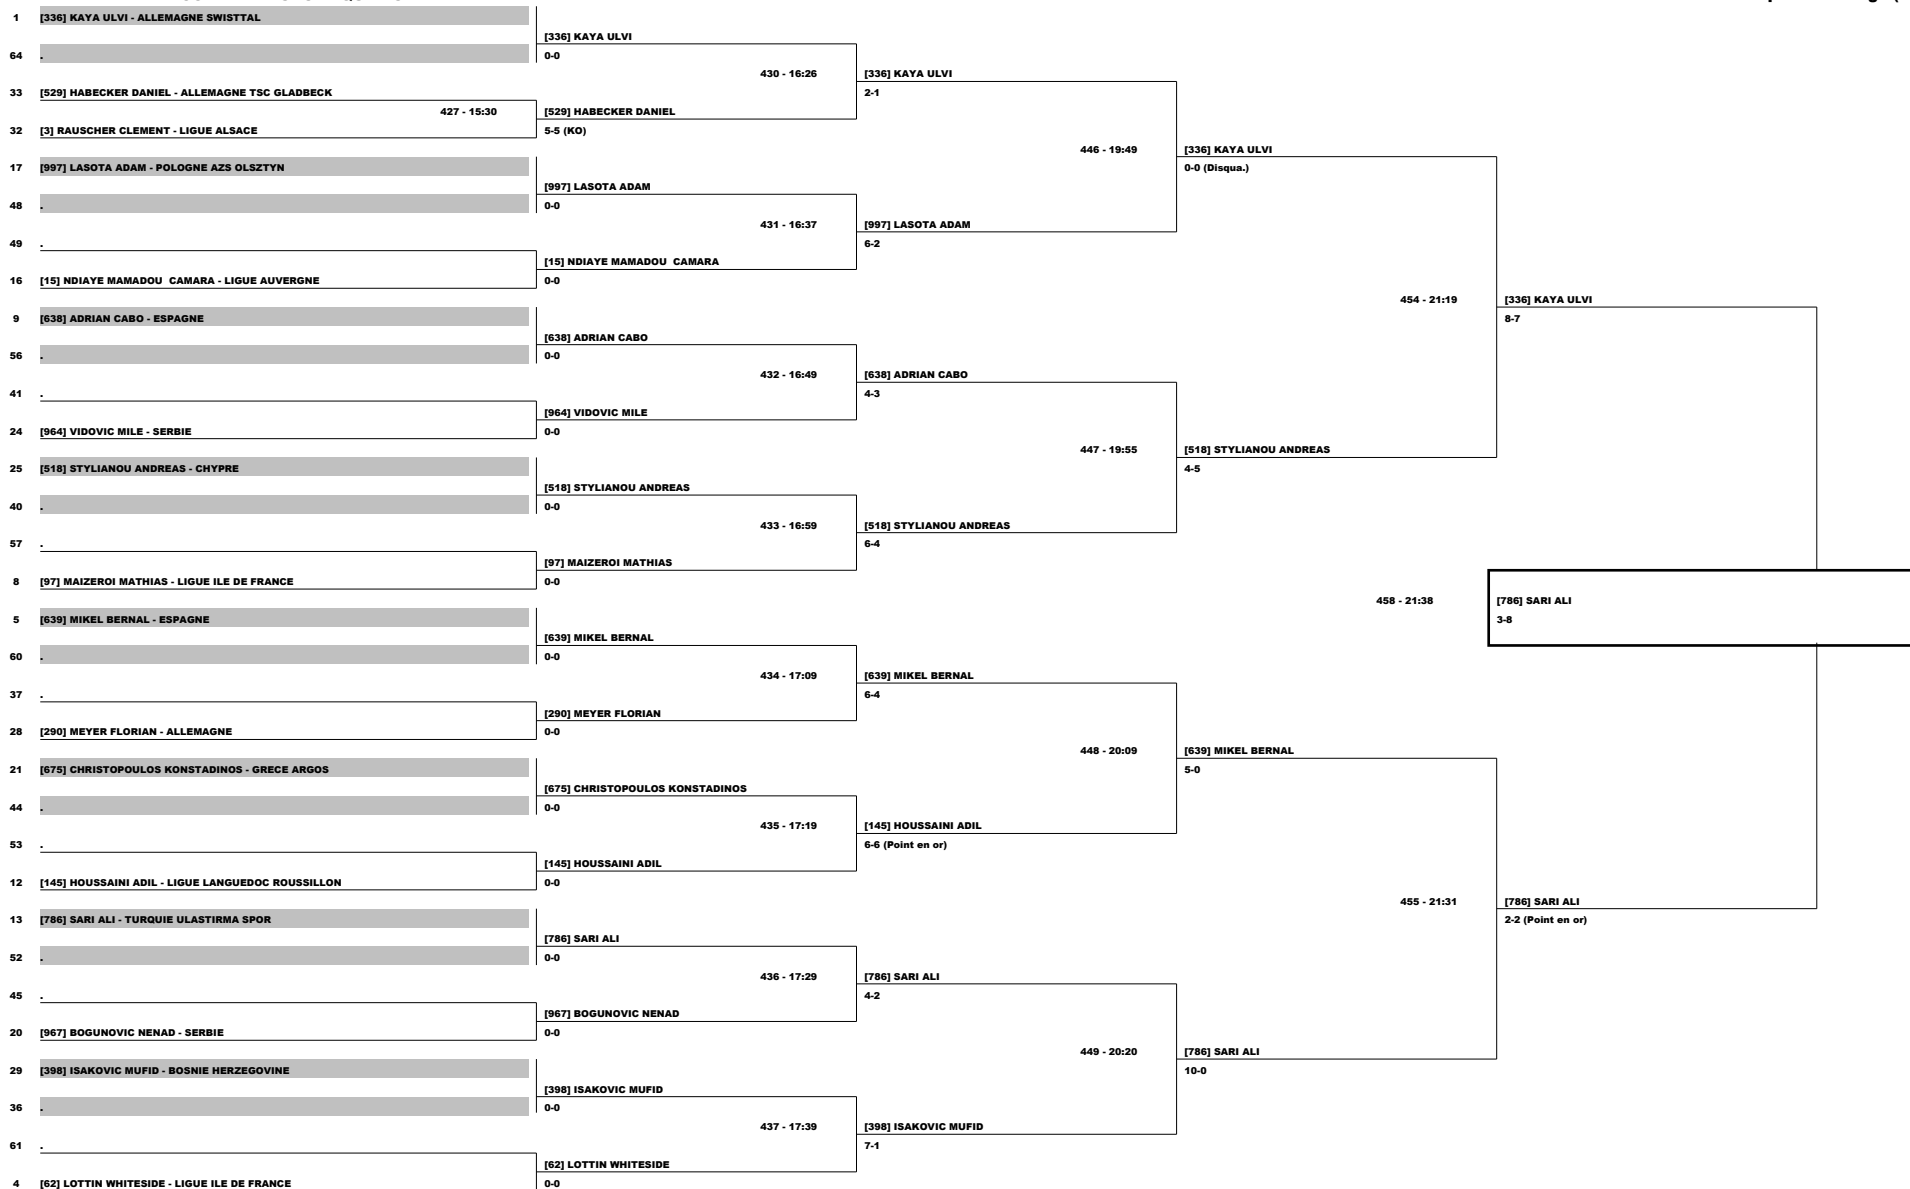 1 [336] KAYA ULVI - ALLEMAGNE SWISTTAL
[336] KAYA ULVI
64 . 0-0
430 - 16:26 [336] KAYA ULVI
33 [529] HABECKER DANIEL - ALLEMAGNE TSC GLADBECK 2-1
427 - 15:30 [529] HABECKER DANIEL
32 [3] RAUSCHER CLEMENT - LIGUE ALSACE 5-5 (KO)
446 - 19:49 [336] KAYA ULVI
17 [997] LASOTA ADAM - POLOGNE AZS OLSZTYN 0-0 (Disqua.)
[997] LASOTA ADAM
48 . 0-0
431 - 16:37 [997] LASOTA ADAM
49 . 6-2
[15] NDIAYE MAMADOU  CAMARA
16 [15] NDIAYE MAMADOU  CAMARA - LIGUE AUVERGNE 0-0
454 - 21:19 [336] KAYA ULVI
9 [638] ADRIAN CABO - ESPAGNE 8-7
[638] ADRIAN CABO
56 . 0-0
432 - 16:49 [638] ADRIAN CABO
41 . 4-3
[964] VIDOVIC MILE
24 [964] VIDOVIC MILE - SERBIE 0-0
447 - 19:55 [518] STYLIANOU ANDREAS
25 [518] STYLIANOU ANDREAS - CHYPRE 4-5
[518] STYLIANOU ANDREAS
40 . 0-0
433 - 16:59 [518] STYLIANOU ANDREAS
57 . 6-4
[97] MAIZEROI MATHIAS
8 [97] MAIZEROI MATHIAS - LIGUE ILE DE FRANCE 0-0
458 - 21:38 [786] SARI ALI
5 [639] MIKEL BERNAL - ESPAGNE 3-8
[639] MIKEL BERNAL
60 . 0-0
434 - 17:09 [639] MIKEL BERNAL
37 . 6-4
[290] MEYER FLORIAN
28 [290] MEYER FLORIAN - ALLEMAGNE 0-0
448 - 20:09 [639] MIKEL BERNAL
21 [675] CHRISTOPOULOS KONSTADINOS - GRECE ARGOS 5-0
[675] CHRISTOPOULOS KONSTADINOS
44 . 0-0
435 - 17:19 [145] HOUSSAINI ADIL
53 . 6-6 (Point en or)
[145] HOUSSAINI ADIL
12 [145] HOUSSAINI ADIL - LIGUE LANGUEDOC ROUSSILLON 0-0
455 - 21:31 [786] SARI ALI
13 [786] SARI ALI - TURQUIE ULASTIRMA SPOR 2-2 (Point en or)
[786] SARI ALI
52 . 0-0
436 - 17:29 [786] SARI ALI
45 . 4-2
[967] BOGUNOVIC NENAD
20 [967] BOGUNOVIC NENAD - SERBIE 0-0
449 - 20:20 [786] SARI ALI
29 [398] ISAKOVIC MUFID - BOSNIE HERZEGOVINE 10-0
[398] ISAKOVIC MUFID
36 . 0-0
437 - 17:39 [398] ISAKOVIC MUFID
61 . 7-1
[62] LOTTIN WHITESIDE
4 [62] LOTTIN WHITESIDE - LIGUE ILE DE FRANCE 0-0